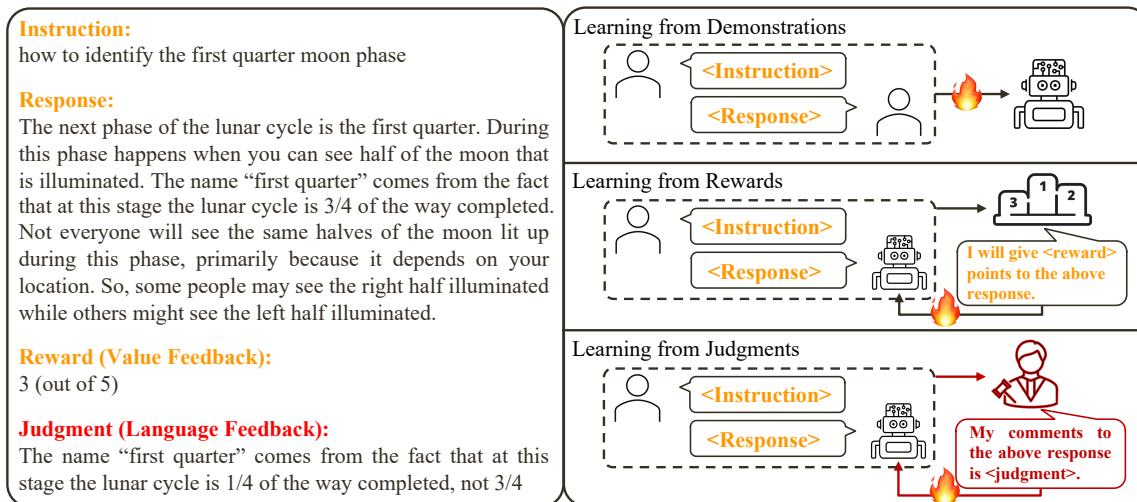 Instruction:
how to identify the first quarter moon phase
Response:
The next phase of the lunar cycle is the first quarter. During
this phase happens when you can see half of the moon that
is illuminated. The name “first quarter” comes from the fact
that at this stage the lunar cycle is 3/4 of the way completed.
Not everyone will see the same halves of the moon lit up
during this phase, primarily because it depends on your
location. So, some people may see the right half illuminated
while others might see the left half illuminated.
Reward (Value Feedback):
3 (out of 5)
Judgment (Language Feedback):
The name “first quarter” comes from the fact that at this
stage the lunar cycle is 1/4 of the way completed, not 3/4
Learning from Demonstrations
<Instruction>
<Response>
Learning from Rewards
<Instruction>
<Response>
3 1 2
I will give <reward>
points to the above
response.
Learning from Judgments
<Instruction>
<Response>
My comments to
the above response
is <judgment>.